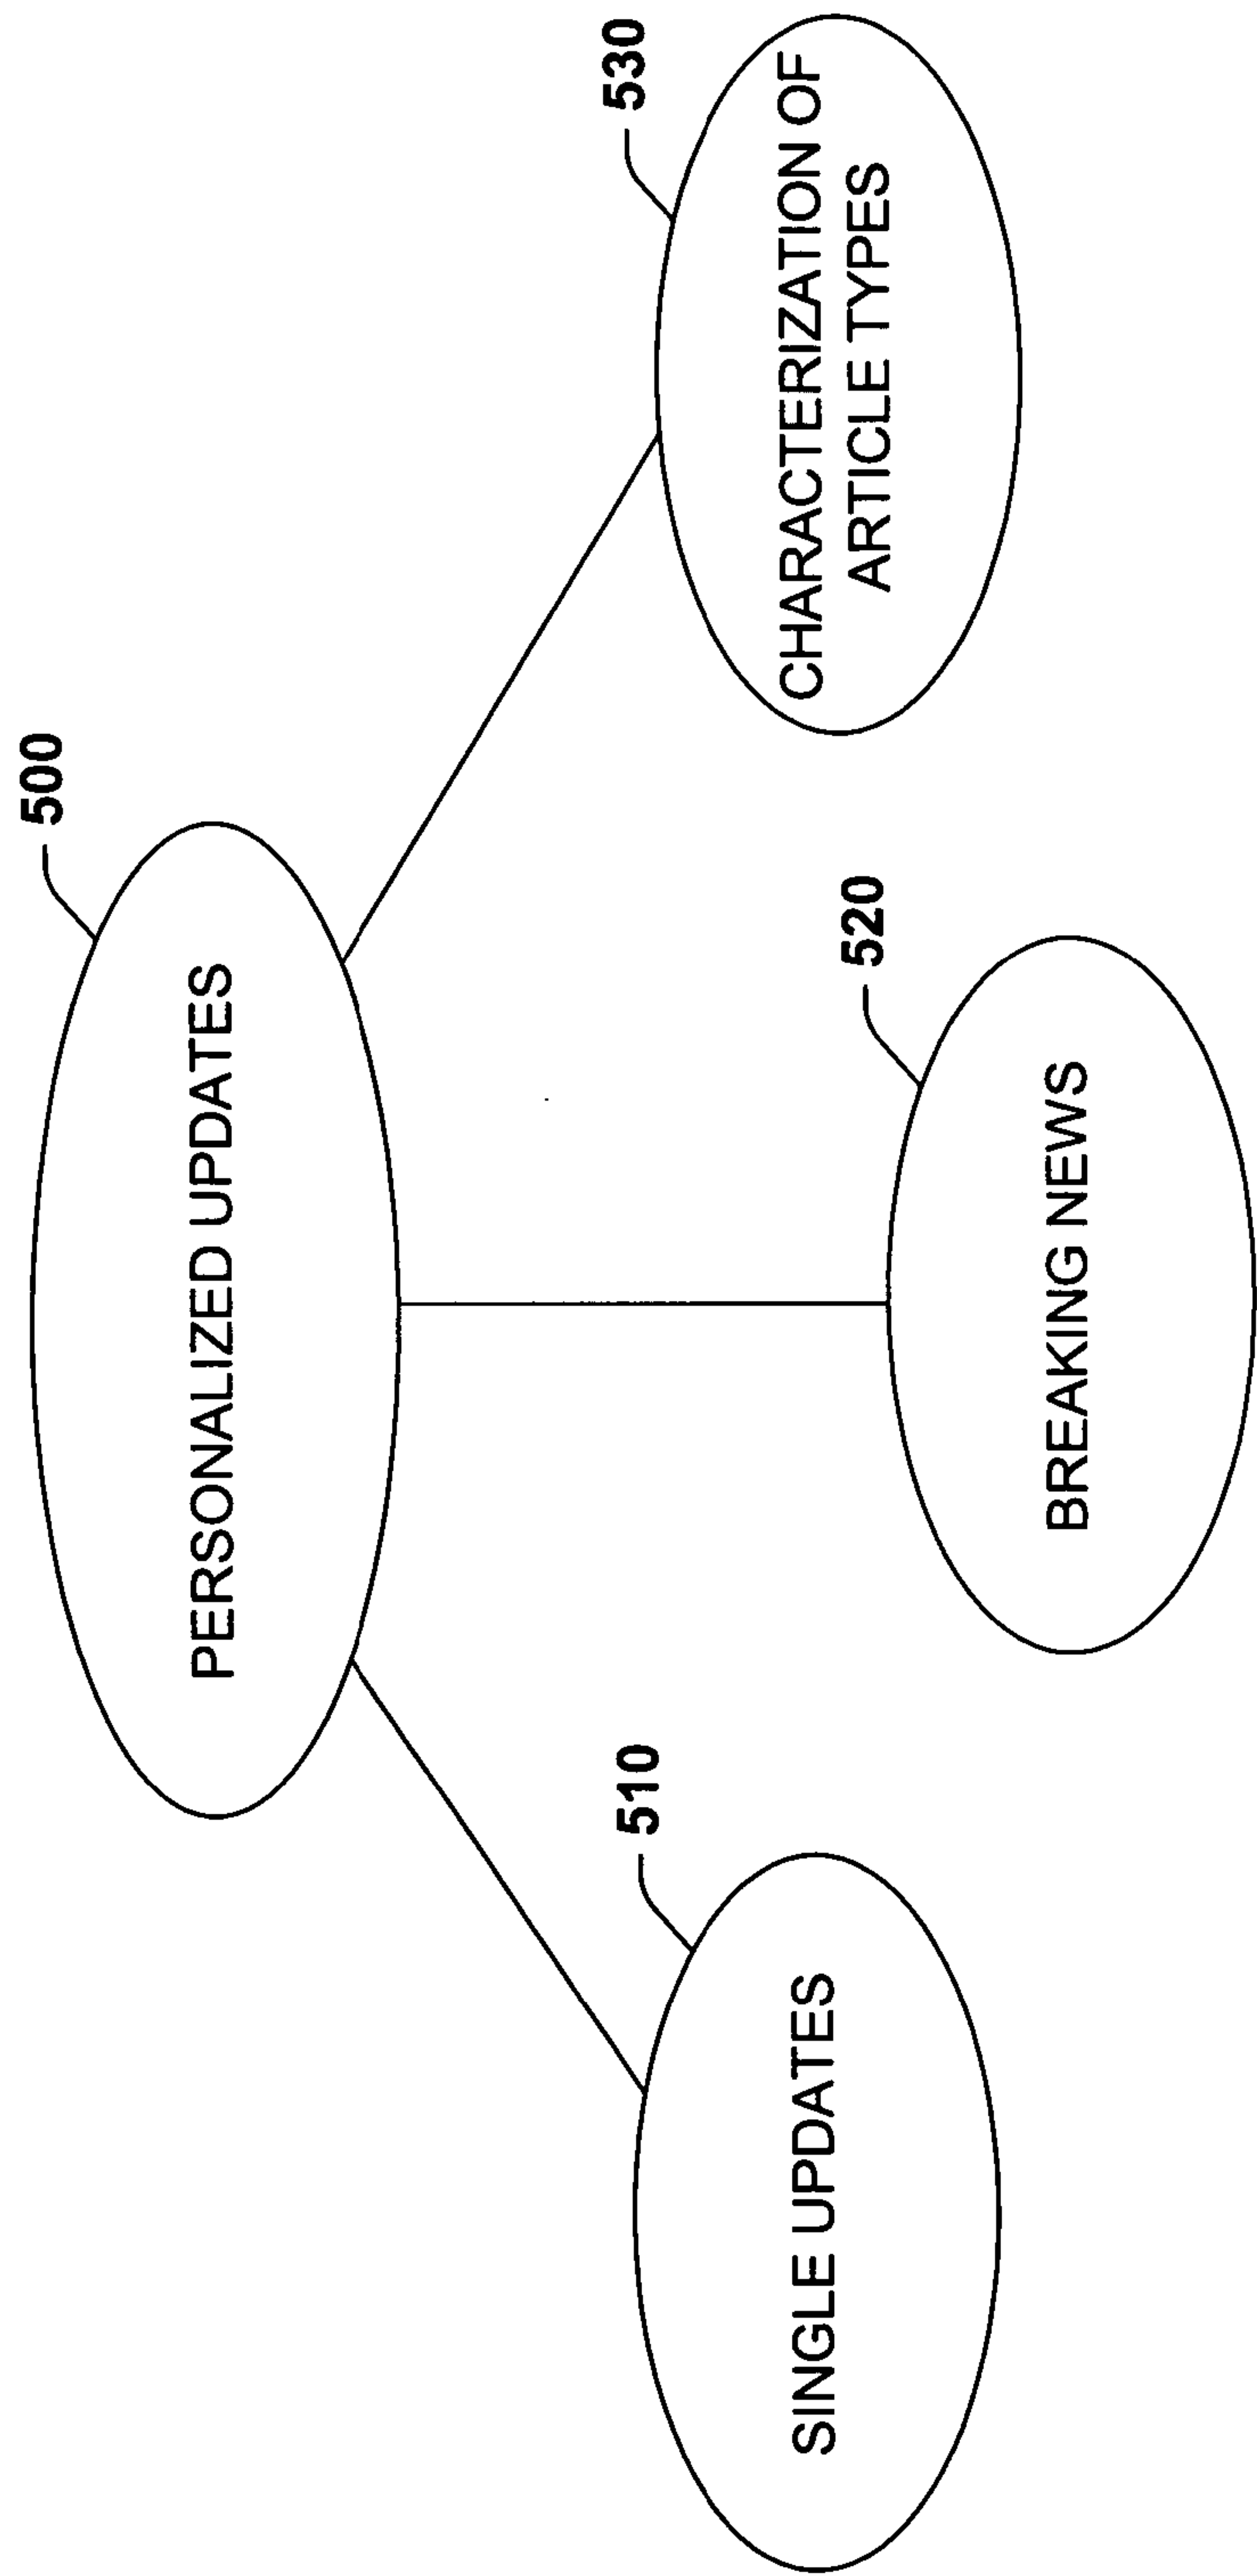 500
PERSONALIZED UPDATES
510
SINGLE UPDATES
520
BREAKING NEWS
530
CHARACTERIZATION OF
ARTICLE TYPES